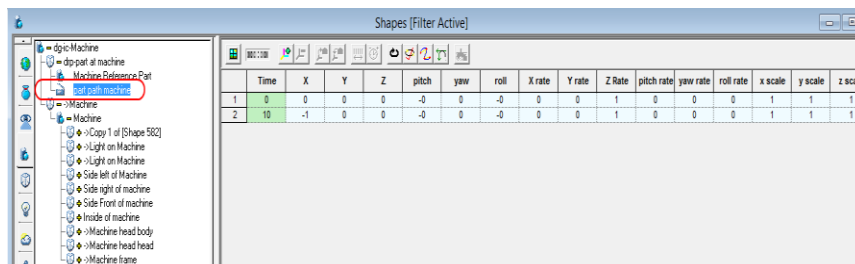 Shapes [Filter Active]
dg-ic-Machine
drp-part at machine
Machine Reference Part
part path machine
->Machine
Machine
->Copy 1 of [Shape 582]
->Light on Machine
->Light on Machine
Side left of Machine
Side right of machine
Side Front of machine
Inside of machine
->Machine head body
->Machine head head
->Machine frame
Time X Y Z pitch yaw roll X rate Y rate Z Rate pitch rate yaw rate roll rate x scale y scale z sca
1 0 0 0 0 -0 0 -0 0 0 1 0 0 0 1 1 1
2 10 -1 0 0 -0 0 -0 0 0 1 0 0 0 1 1 1